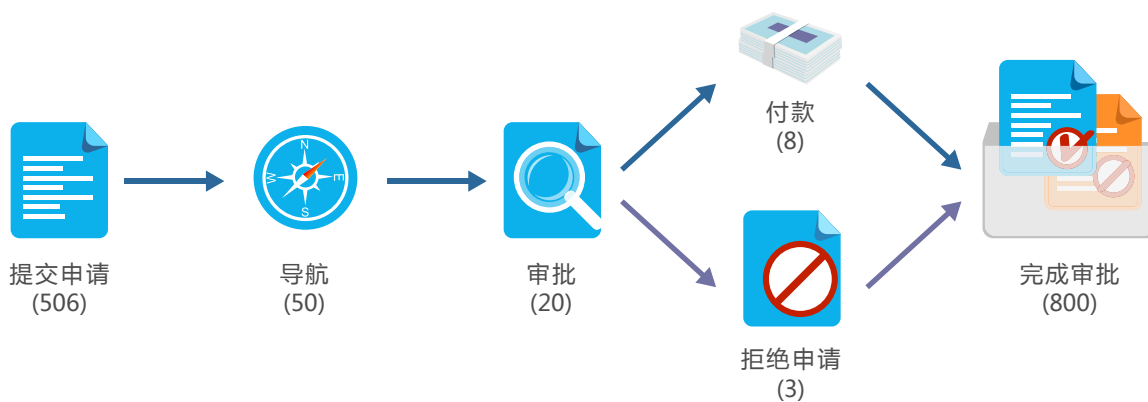 提交申请
(506)
N
E
S
W
导航
(50)
审批
(20)
付款
(8)
拒绝申请
(3)
完成审批
(800)